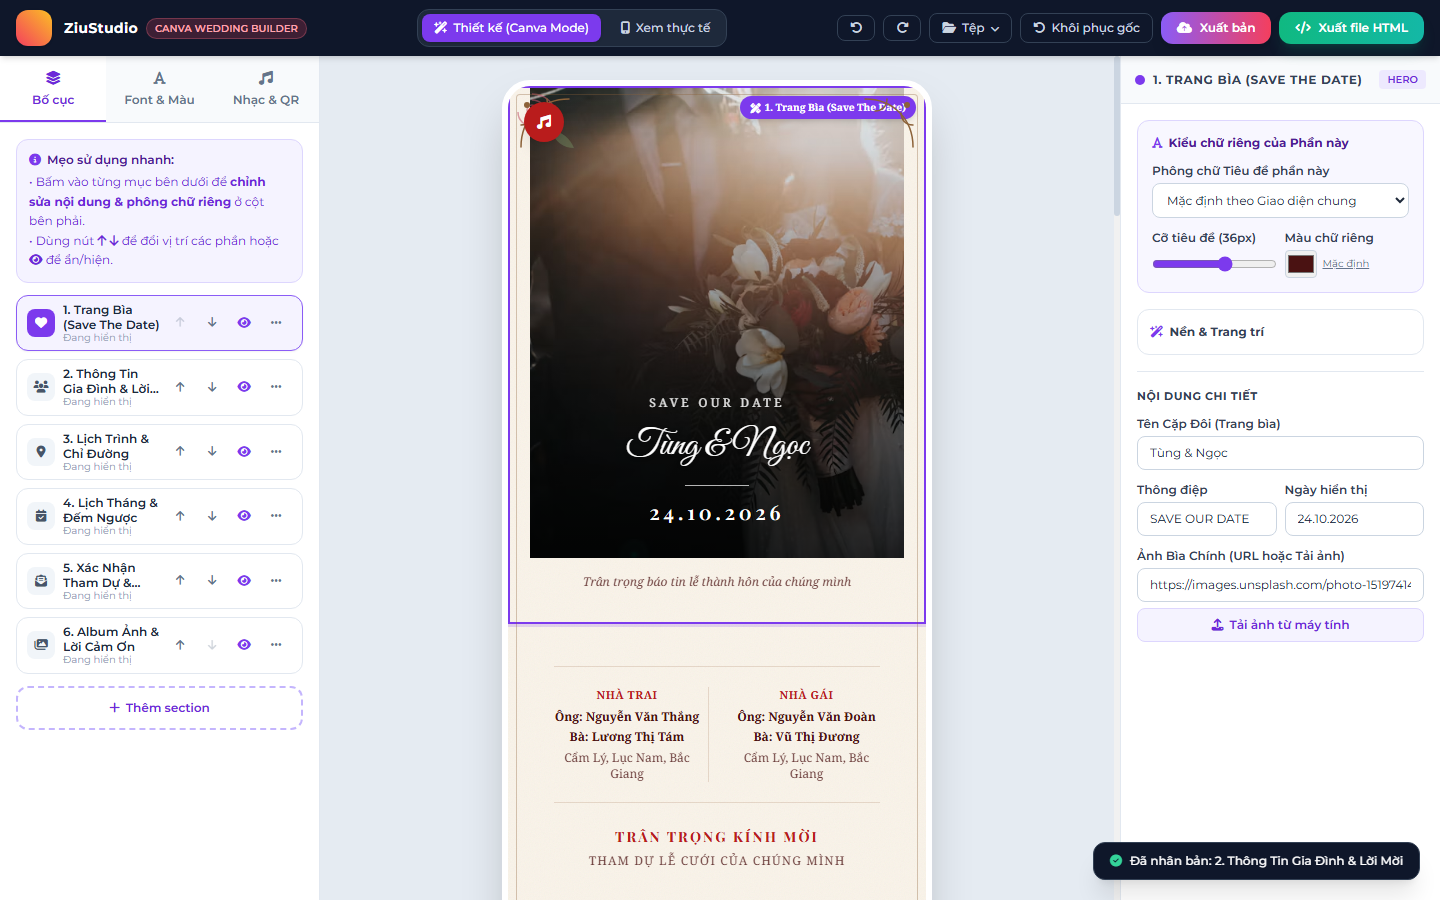 ZiuStudio
CANVA WEDDING BUILDER
Thiết kế (Canva Mode)
Xem thực tế
Tệp
Khôi phục gốc
Xuất bản
Xuất file HTML
Bố cục
Font & Màu
Nhạc & QR
Mẹo sử dụng nhanh:
• Bấm vào từng mục bên dưới để chỉnh
sửa nội dung & phông chữ riêng ở cột
bên phải.
• Dùng nút ↑↓ để đổi vị trí các phần hoặc
để ẩn/hiện.
1. Trang Bìa
(Save The Date)
Đang hiển thị
2. Thông Tin
Gia Đình & Lời...
Đang hiển thị
3. Lịch Trình &
Chỉ Đường
Đang hiển thị
4. Lịch Tháng &
Đếm Ngược
Đang hiển thị
5. Xác Nhận
Tham Dự &...
Đang hiển thị
6. Album Ảnh &
Lời Cảm Ơn
Đang hiển thị
+ Thêm section
1. Trang Bìa (Save The Date)
SAVE OUR DATE
Tùng & Ngọc
24.10.2026
Trân trọng báo tin lễ thành hôn của chúng mình
NHÀ TRAI
Ông: Nguyễn Văn Thắng
Bà: Lương Thị Tám
Cẩm Lý, Lục Nam, Bắc
Giang
NHÀ GÁI
Ông: Nguyễn Văn Đoàn
Bà: Vũ Thị Đương
Cẩm Lý, Lục Nam, Bắc
Giang
TRÂN TRỌNG KÍNH MỜI
THAM DỰ LỄ CƯỚI CỦA CHÚNG MÌNH
1. TRANG BÌA (SAVE THE DATE)
HERO
Kiểu chữ riêng của Phần này
Phông chữ Tiêu đề phần này
Mặc định theo Giao diện chung
Cỡ tiêu đề (36px)
Màu chữ riêng
Mặc định
Nền & Trang trí
NỘI DUNG CHI TIẾT
Tên Cặp Đôi (Trang bìa)
Tùng & Ngọc
Thông điệp
Ngày hiển thị
SAVE OUR DATE
24.10.2026
Ảnh Bìa Chính (URL hoặc Tải ảnh)
https://images.unsplash.com/photo-15197414
Tải ảnh từ máy tính
Đã nhân bản: 2. Thông Tin Gia Đình & Lời Mời